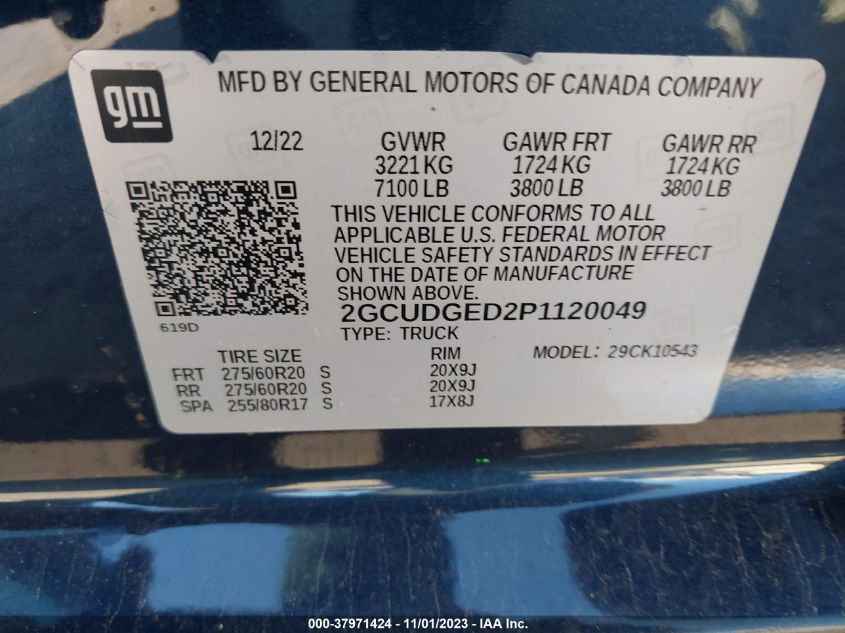 gm
MFD BY GENERAL MOTORS OF CANADA COMPANY
12/22 GVWR GAWR FRT GAWR RR
3221 KG 1724 KG 1724 KG
7100 LB 3800 LB 3800 LB
THIS VEHICLE CONFORMS TO ALL
APPLICABLE U.S. FEDERAL MOTOR
VEHICLE SAFETY STANDARDS IN EFFECT
ON THE DATE OF MANUFACTURE
SHOWN ABOVE.
619D
2GCUDGED2P1120049
TYPE: TRUCK
TIRE SIZE RIM MODEL: 29CK10543
FRT 275/60R20 S 20X9J
RR 275/60R20 S 20X9J
SPA 255/80R17 S 17X8J
000-37971424 - 11/01/2023 - IAA Inc.